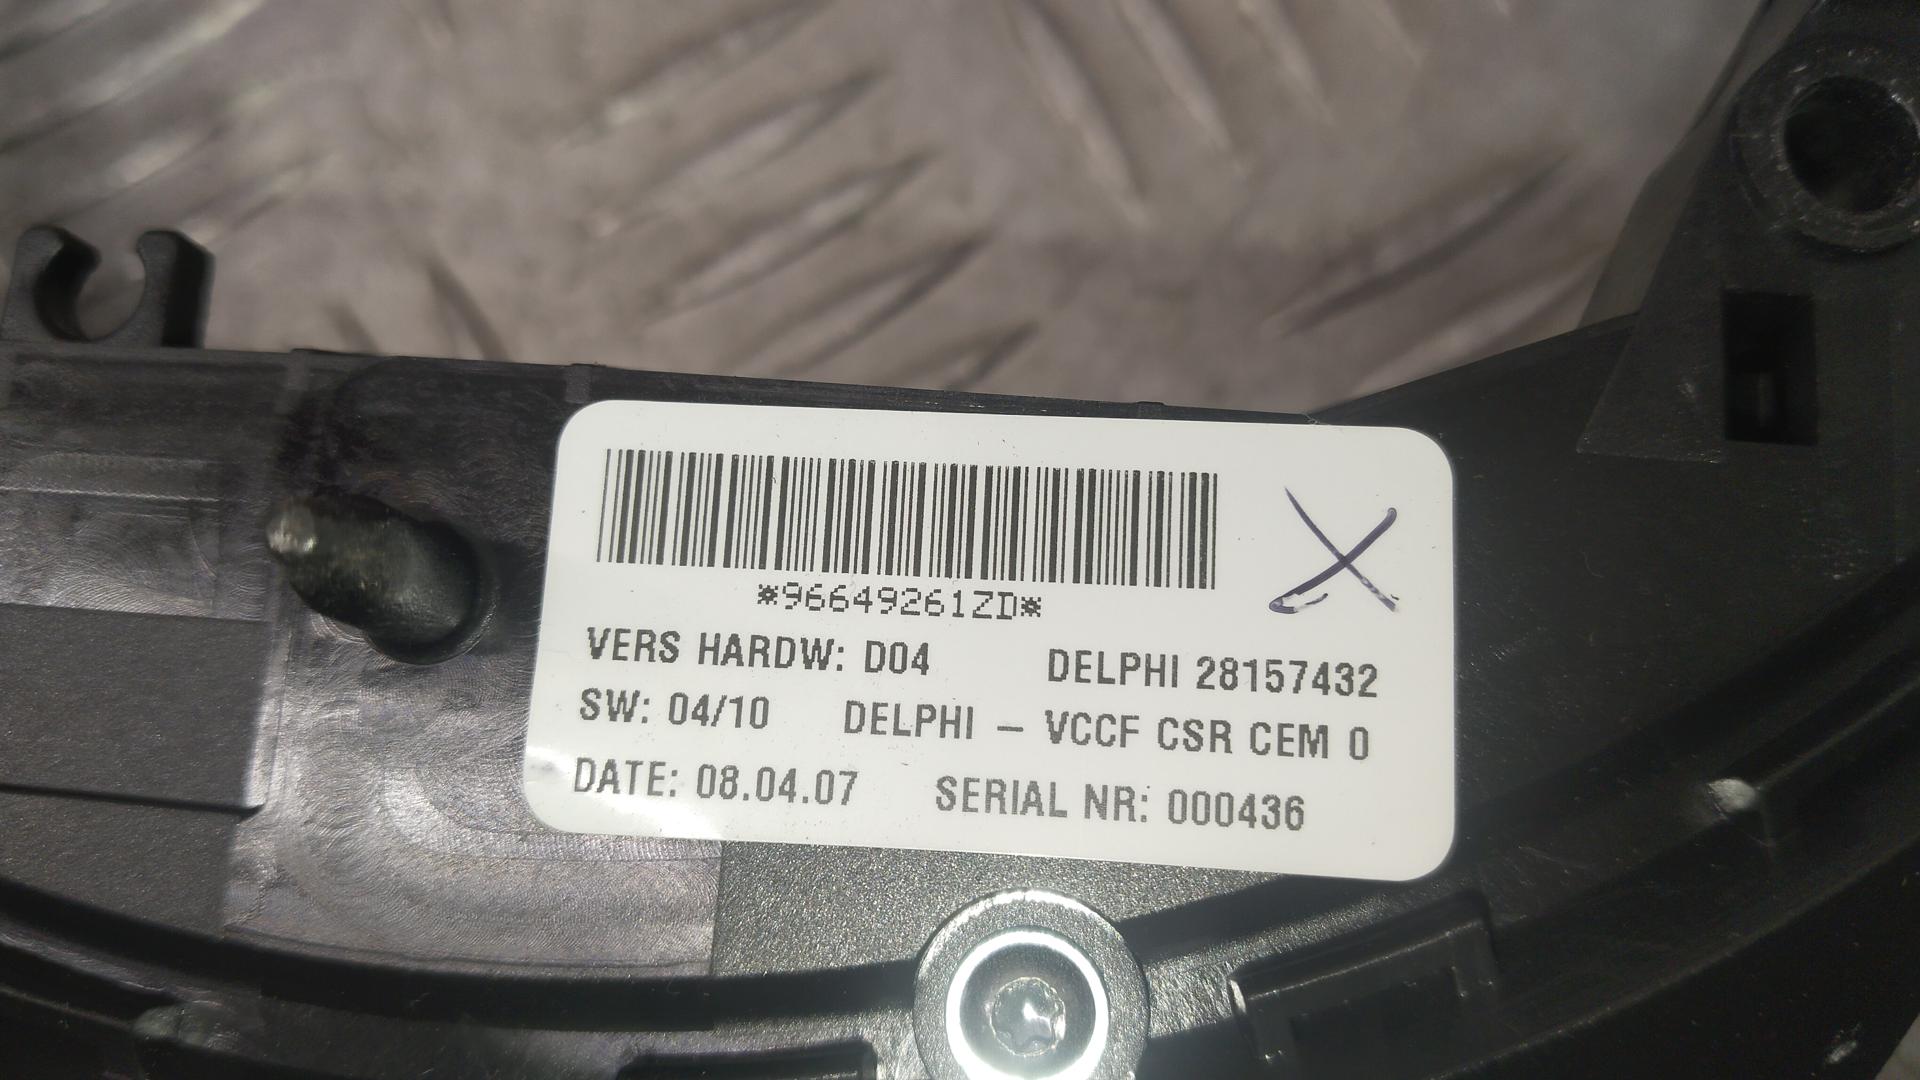 *96649261ZD*
VERS HARDW: D04 DELPHI 28157432
SW: 04/10 DELPHI – VCCF CSR CEM 0
DATE: 08.04.07 SERIAL NR: 000436